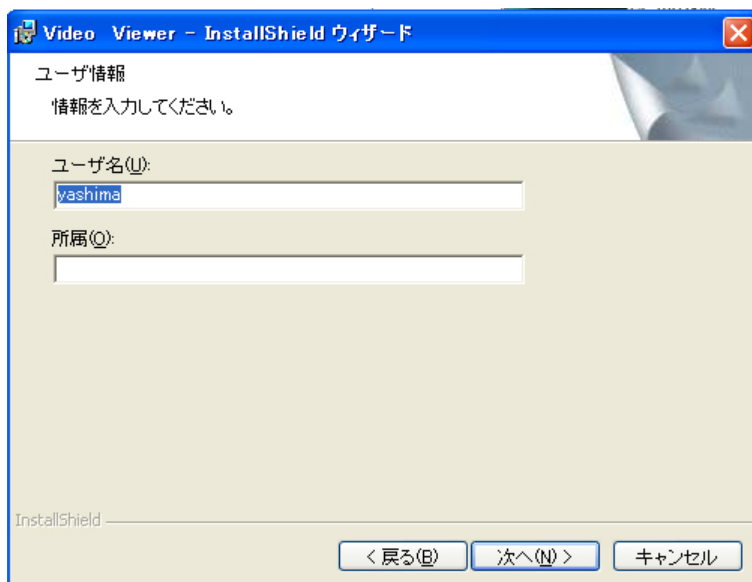 Video Viewer - InstallShield ウィザード
ユーザ情報
情報を入力してください。
ユーザ名(U):
yashima
所属(O):
InstallShield
< 戻る(B)
次へ(N) >
キャンセル